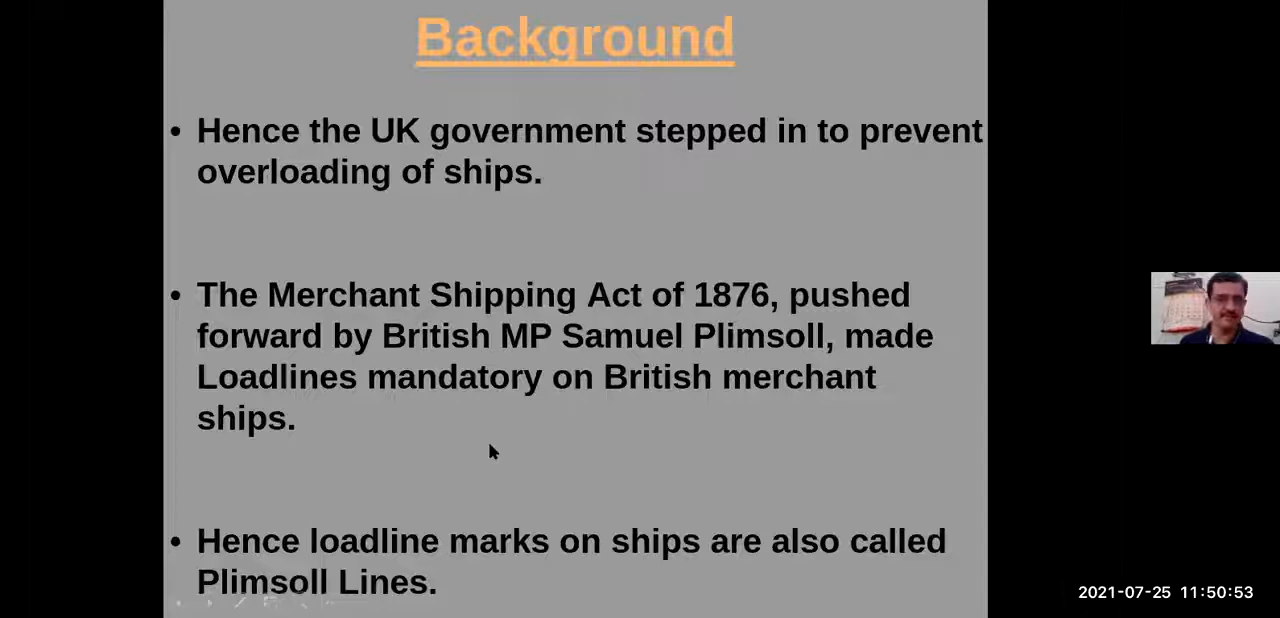 Background
• Hence the UK government stepped in to prevent
overloading of ships.
• The Merchant Shipping Act of 1876, pushed
forward by British MP Samuel Plimsoll, made
Loadlines mandatory on British merchant
ships.
• Hence loadline marks on ships are also called
Plimsoll Lines.
2021-07-25 11:50:53